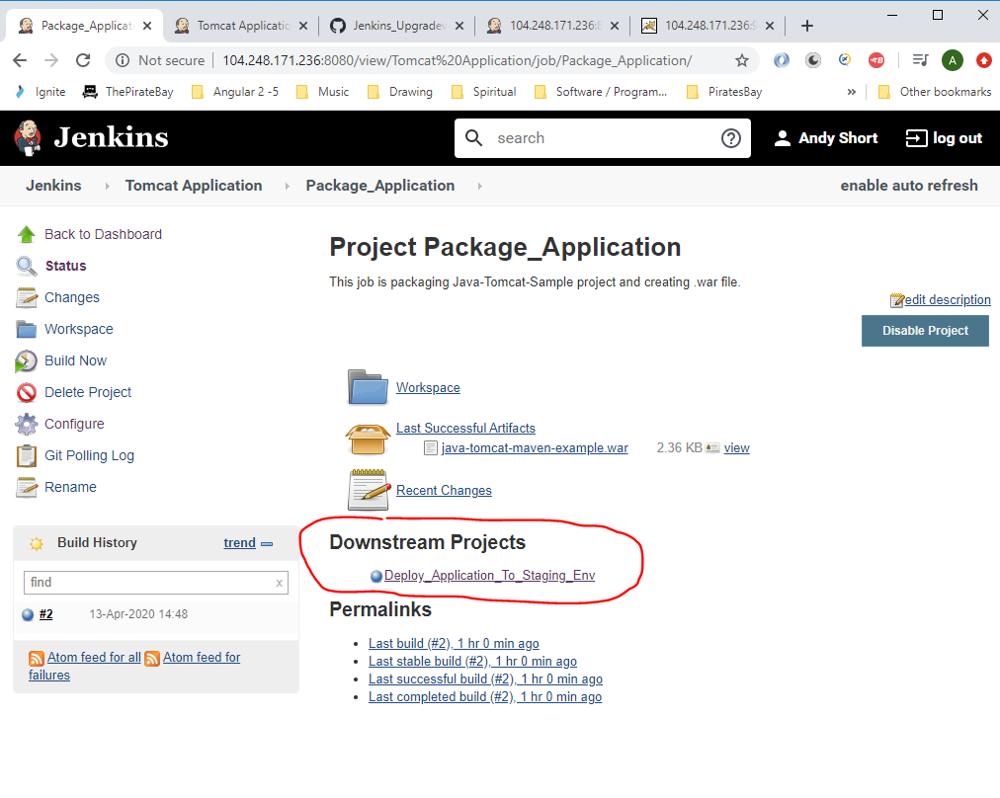 Package_Applicati
Tomcat Applicatic
Jenkins_Upgradev
104.248.171.236:8
104.248.171.236:9
Not secure
104.248.171.236:8080/view/Tomcat%20Application/job/Package_Application/
A
Ignite
ThePirateBay
Angular 2 -5
Music
Drawing
Spiritual
Software / Program...
PiratesBay
»
Other bookmarks
Jenkins
search
Andy Short
log out
Jenkins
Tomcat Application
Package_Application
enable auto refresh
Back to Dashboard
Status
Changes
Workspace
Build Now
Delete Project
Configure
Git Polling Log
Rename
Build History
trend
find
x
#2
13-Apr-2020 14:48
Atom feed for all
Atom feed for
failures
Project Package_Application
This job is packaging Java-Tomcat-Sample project and creating .war file.
edit description
Disable Project
Workspace
Last Successful Artifacts
java-tomcat-maven-example.war 2.36 KB view
Recent Changes
Downstream Projects
Deploy_Application_To_Staging_Env
Permalinks
• Last build (#2), 1 hr 0 min ago
• Last stable build (#2), 1 hr 0 min ago
• Last successful build (#2), 1 hr 0 min ago
• Last completed build (#2), 1 hr 0 min ago